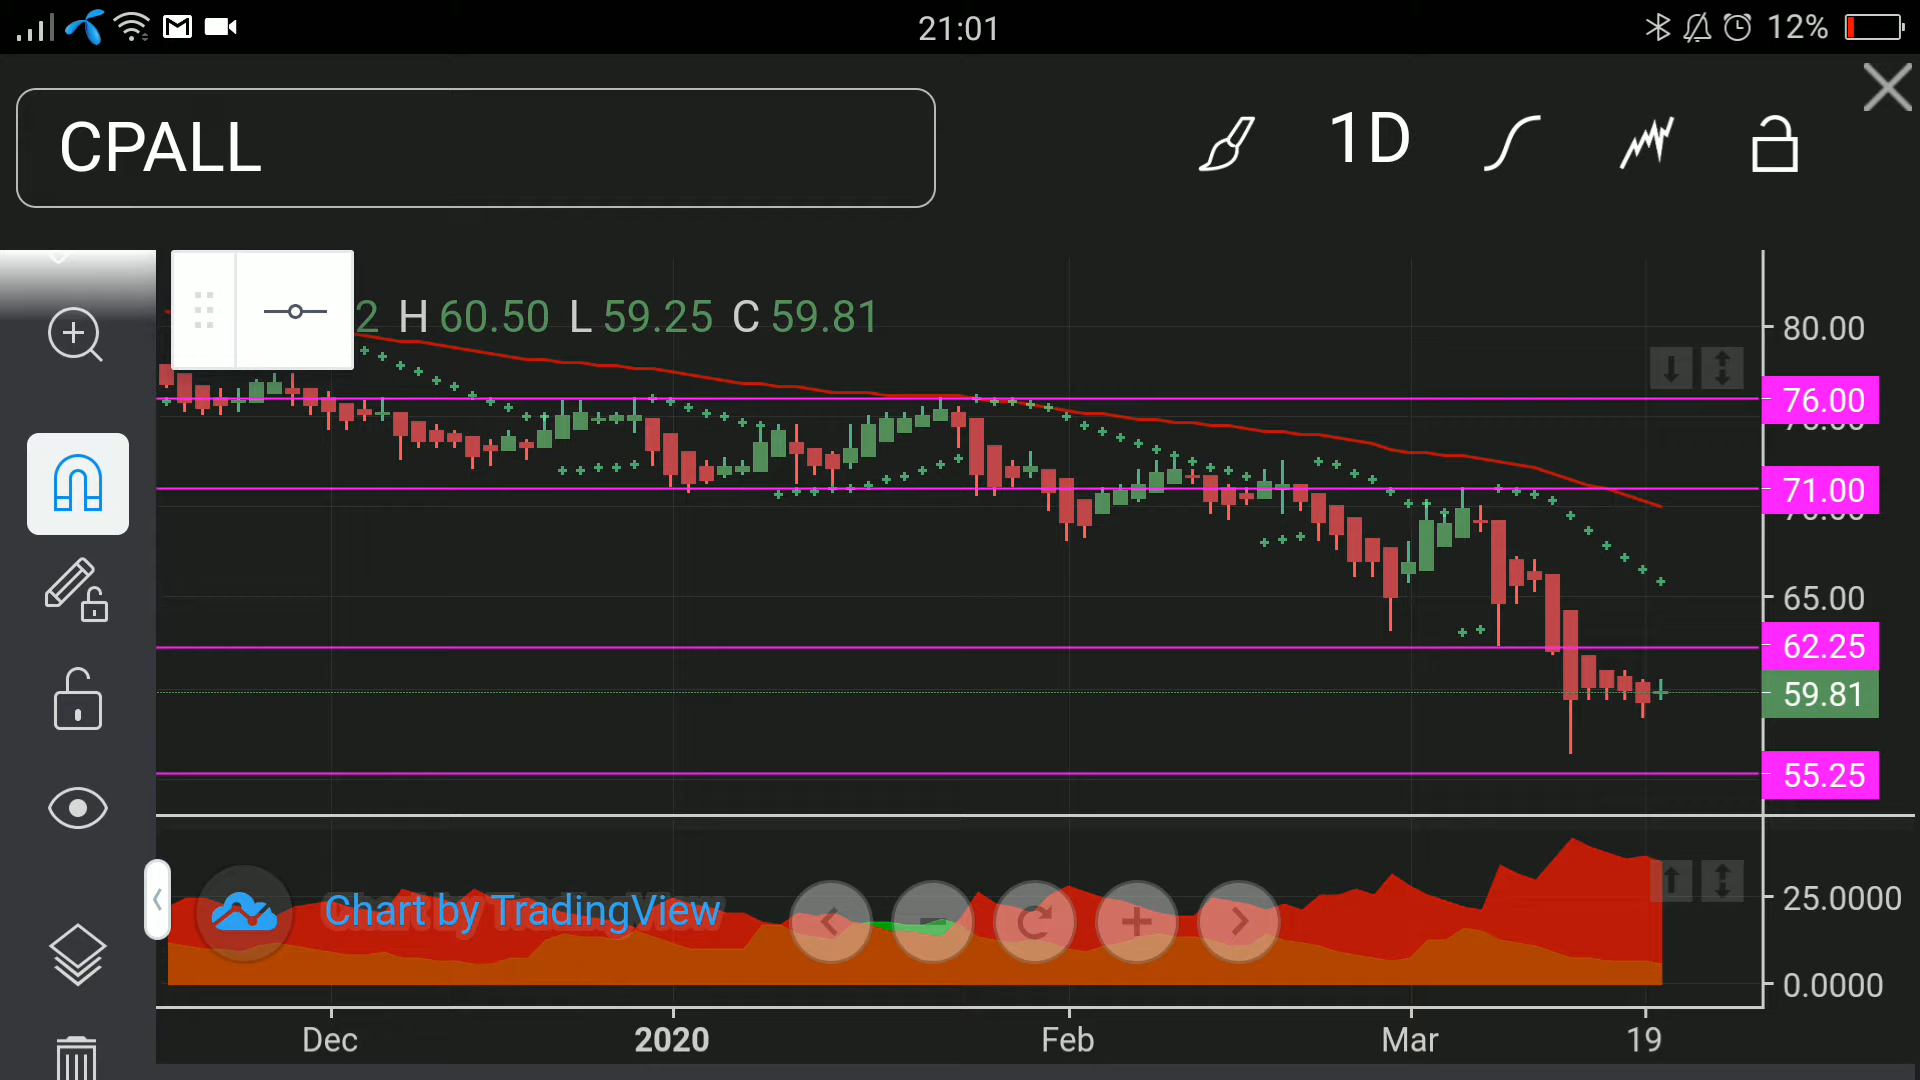 21:01
12%
CPALL
1D
2 H 60.50 L 59.25 C 59.81
80.00
76.00
71.00
65.00
62.25
59.81
55.25
Chart by TradingView
25.0000
0.0000
Dec 2020 Feb Mar 19